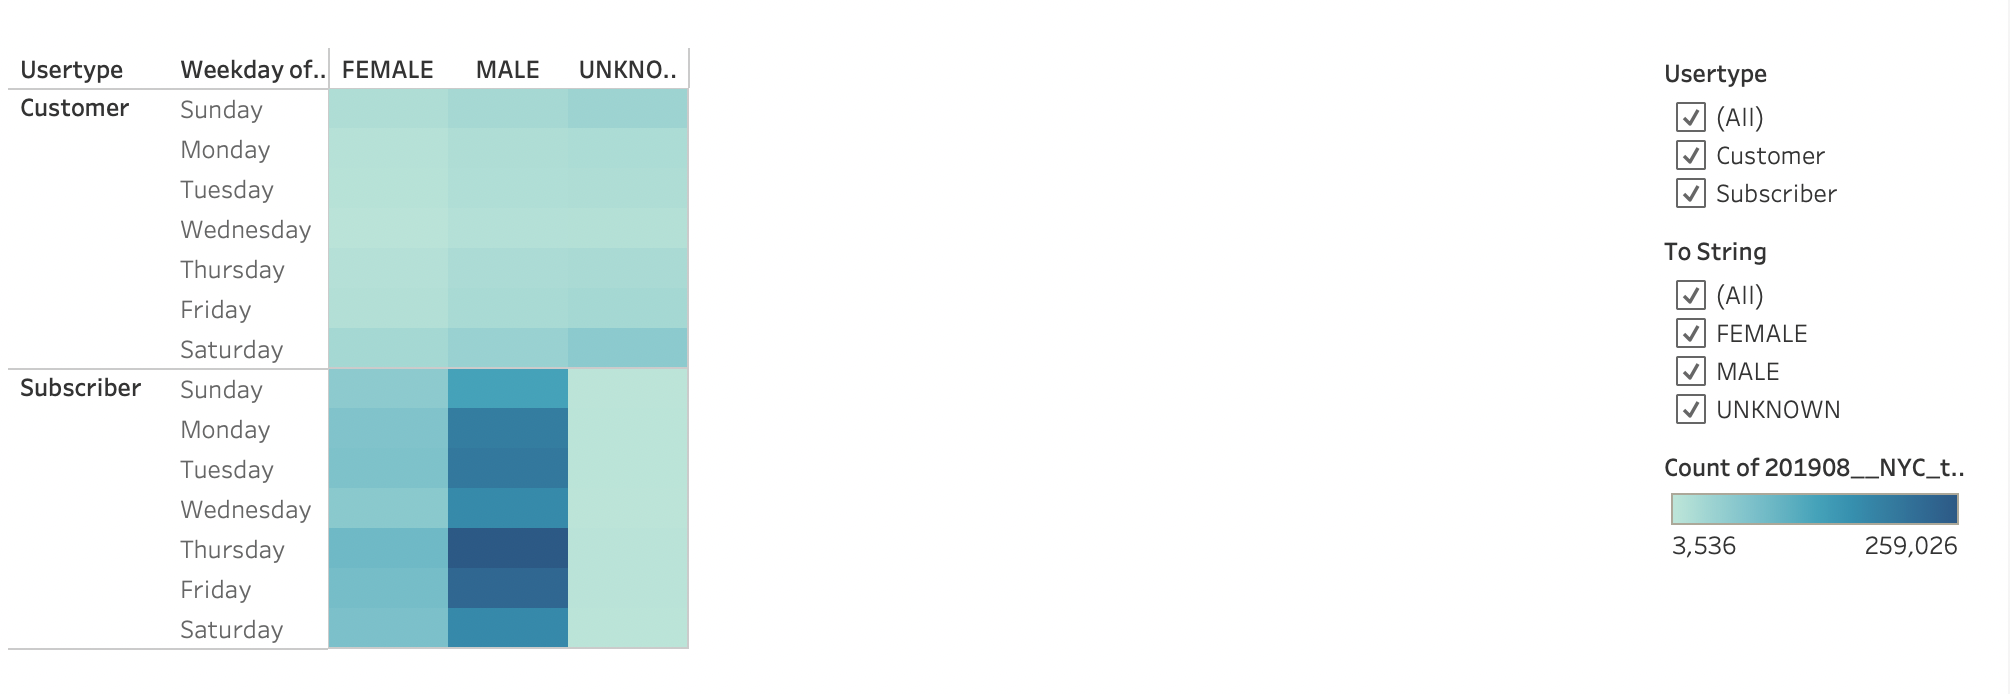 Usertype Weekday of.. FEMALE MALE UNKNO..
Customer Sunday
Monday
Tuesday
Wednesday
Thursday
Friday
Saturday
Subscriber Sunday
Monday
Tuesday
Wednesday
Thursday
Friday
Saturday
Usertype
(All)
Customer
Subscriber
To String
(All)
FEMALE
MALE
UNKNOWN
Count of 201908__NYC_t..
3,536 259,026